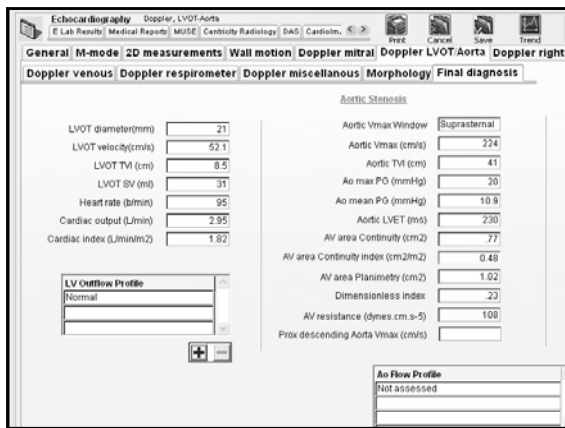 Echocardiography Doppler, LVOT-Aorta
E Lab Results Medical Reports MUSE Centricity Radiology DAS Cardiolm. < >
Print Cancel Save Trend
General M-mode 2D measurements Wall motion Doppler mitral Doppler LVOT/Aorta Doppler right
Doppler venous Doppler respirometer Doppler miscellanous Morphology Final diagnosis
Aortic Stenosis
LVOT diameter(mm) 21
LVOT velocity(cm/s) 52.1
LVOT TVI (cm) 8.5
LVOT SV (ml) 31
Heart rate (b/min) 95
Cardiac output (L/min) 2.95
Cardiac index (L/min/m2) 1.82
LV Outflow Profile
Normal
+ −
Aortic Vmax Window Suprasternal
Aortic Vmax (cm/s) 224
Aortic TVI (cm) 41
Ao max PG (mmHg) 20
Ao mean PG (mmHg) 10.9
Aortic LVET (ms) 230
AV area Continuity (cm2) .77
AV area Continuity index (cm2/m2) 0.48
AV area Planimetry (cm2) 1.02
Dimensionless index .23
AV resistance (dynes.cm.s-5) 108
Prox descending Aorta Vmax (cm/s)
Ao Flow Profile
Not assessed